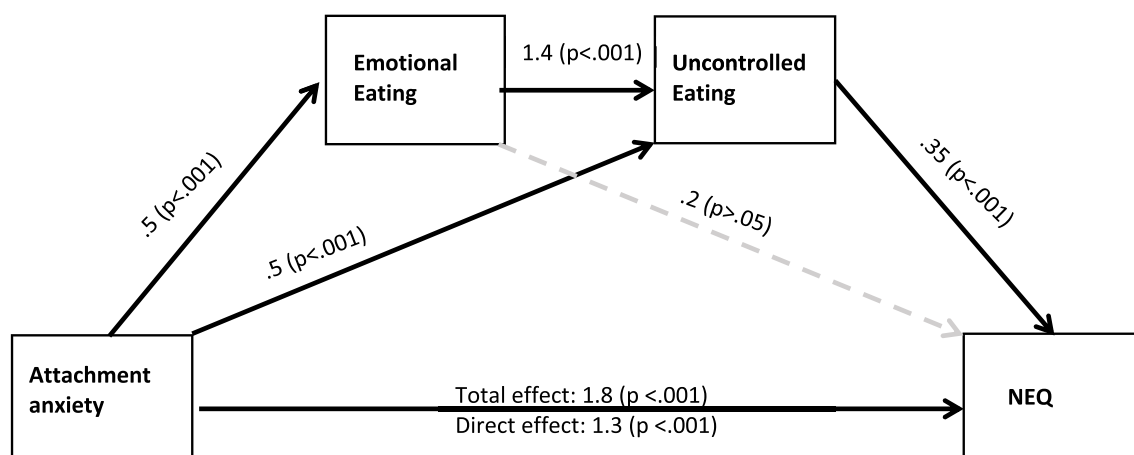 Emotional
Eating
1.4 (p<.001)
Uncontrolled
Eating
.5 (p<.001)
.5 (p<.001)
.2 (p>.05)
.35 (p<.001)
Attachment
anxiety
Total effect: 1.8 (p <.001)
Direct effect: 1.3 (p <.001)
NEQ